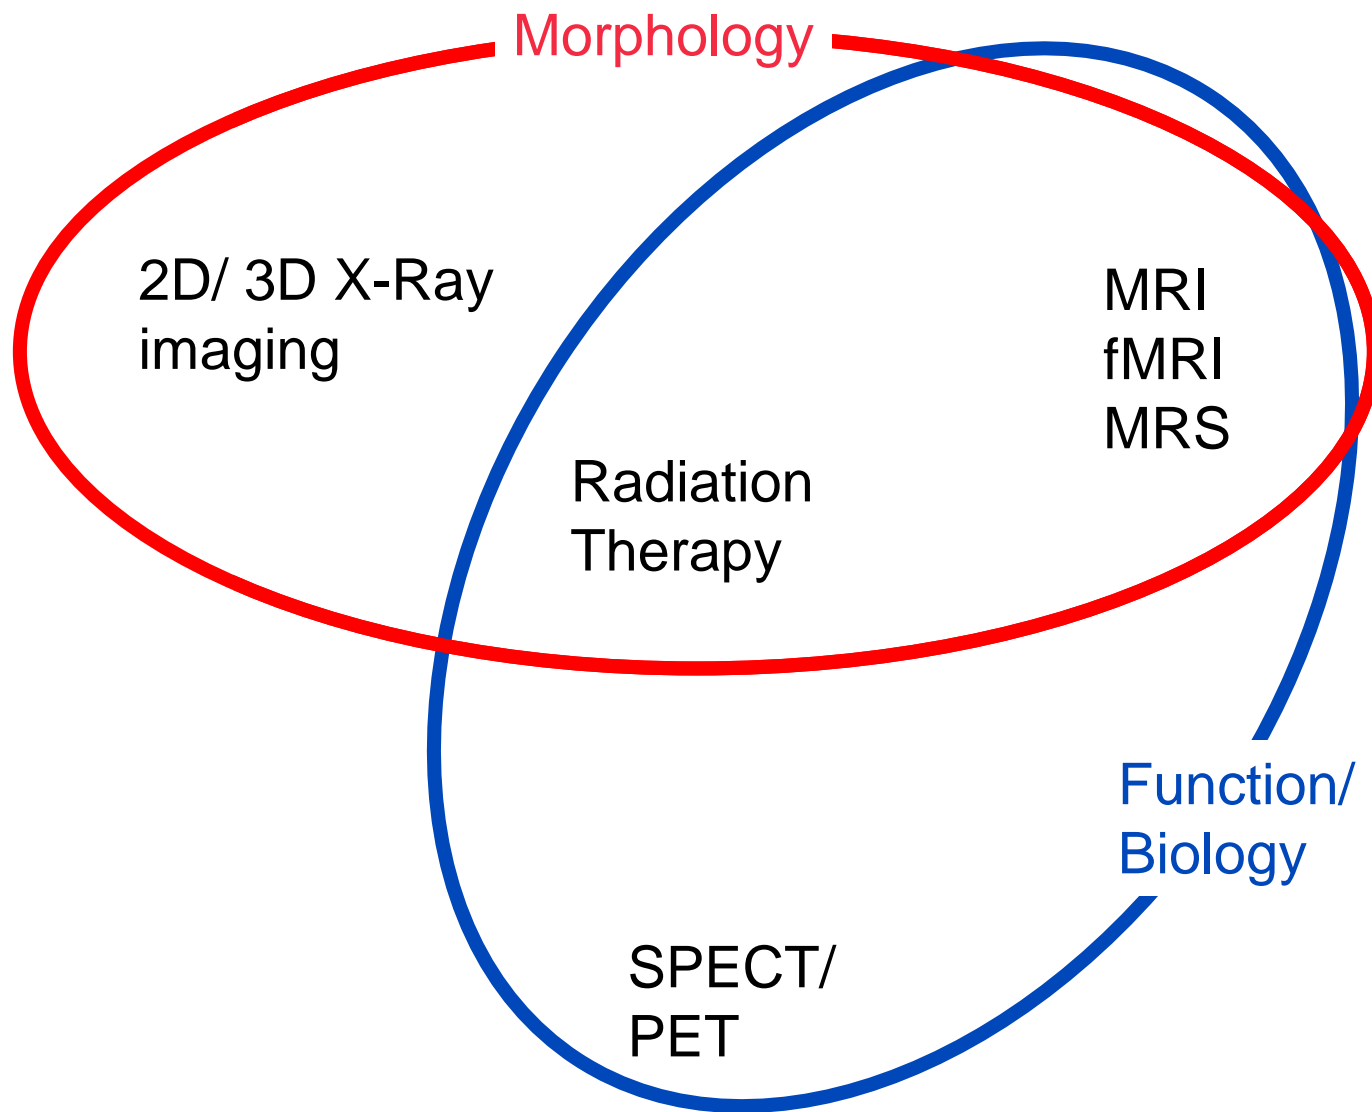 Morphology
2D/ 3D X-Ray
imaging
MRI
fMRI
MRS
Radiation
Therapy
Function/
Biology
SPECT/
PET